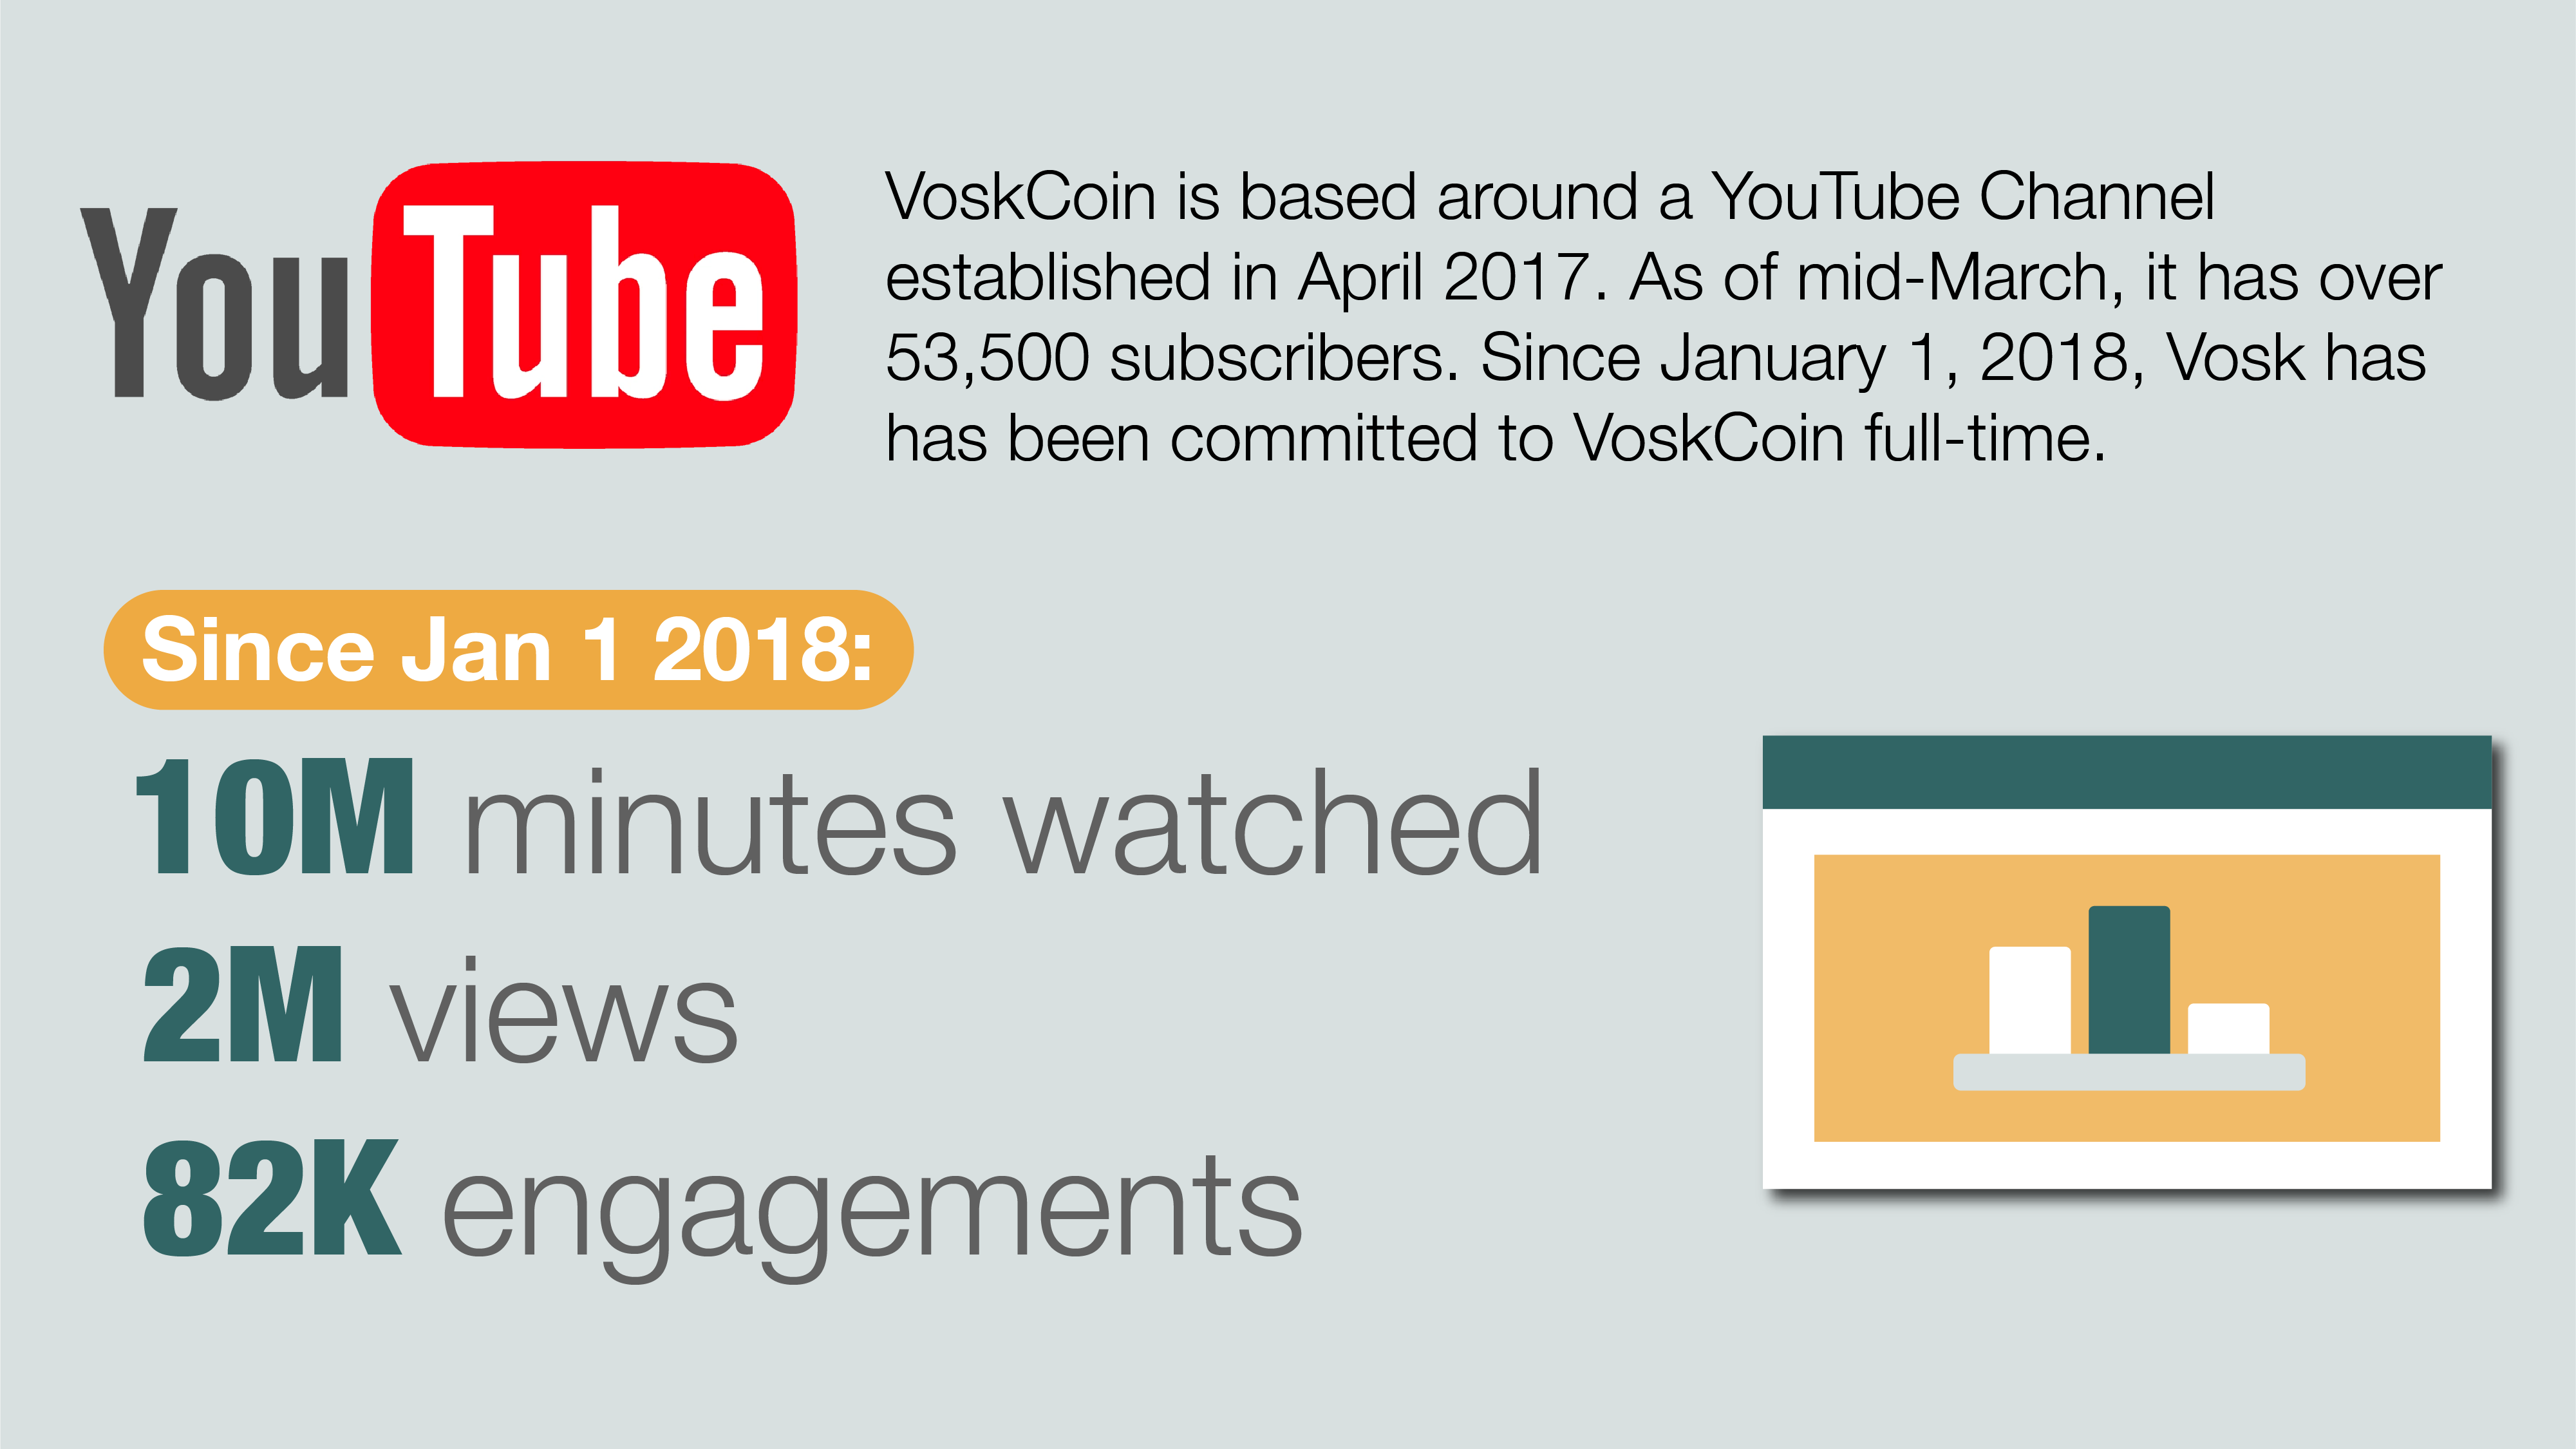 YouTube
VoskCoin is based around a YouTube Channel
established in April 2017. As of mid-March, it has over
53,500 subscribers. Since January 1, 2018, Vosk has
has been committed to VoskCoin full-time.
Since Jan 1 2018:
10M minutes watched
2M views
82K engagements